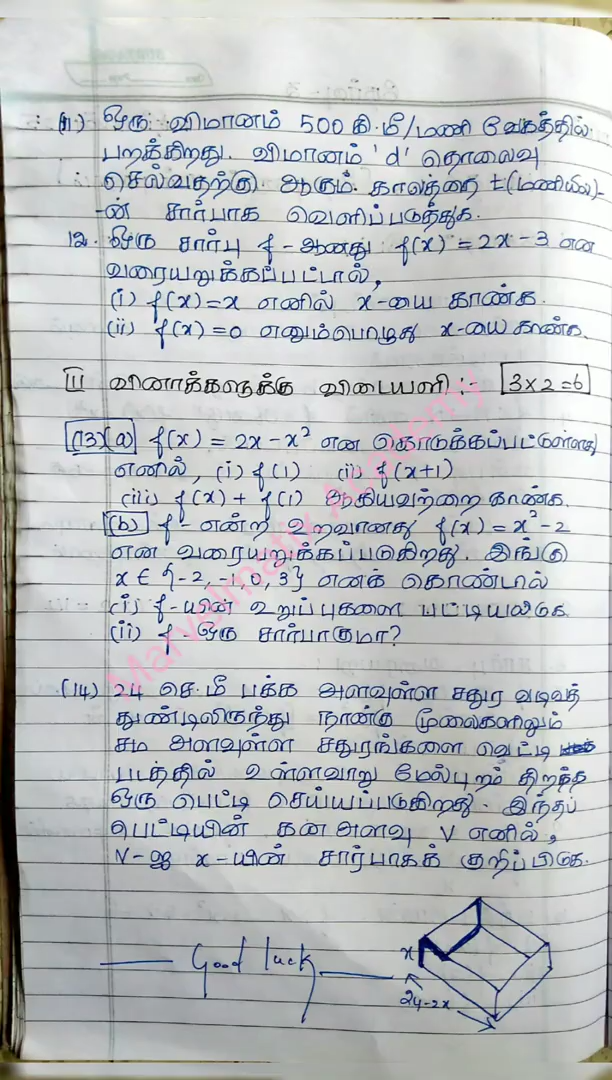 (11) ஒரு விமானம் 500 கி.மீ/மணி வேகத்தில்
பறக்கிறது. விமானம் 'd' தொலைவு
செல்வதற்கு ஆகும் காலத்தை t (மணியில்)-
-ன் சார்பாக வெளிப்படுத்துக.
12. ஒரு சார்பு f-ஆனது f(x) = 2x-3 என
வரையறுக்கப்பட்டால்,
(i) f(x)=x எனில் x-யை காண்க.
(ii) f(x)=0 எனும்பொழுது x-யை காண்க.
II வினாக்களுக்கு விடையளி :- 3x2=6
(13)(a) f(x) = 2x-x² என கொடுக்கப்பட்டுள்ளது
எனில், (i) f(1) (ii) f(x+1)
(iii) f(x) + f(1) ஆகியவற்றை காண்க.
(b) f - என்ற உறவானது f(x) = x²-2
என வரையறுக்கப்படுகிறது. இங்கு
x ∈ {-2, -1, 0, 3} எனக் கொண்டால்
(i) f-யின் உறுப்புகளை பட்டியலிடுக
(ii) f-ஒரு சார்பாகுமா?
(14) 24 செ.மீ பக்க அளவுள்ள சதுர வடிவத்
துண்டிலிருந்து நான்கு மூலைகளிலும்
சம அளவுள்ள சதுரங்களை வெட்டி
படத்தில் உள்ளவாறு மேல்புறம் திறந்த
ஒரு பெட்டி செய்யப்படுகிறது. இந்தப்
பெட்டியின் கன அளவு V எனில்,
V-ஐ x-யின் சார்பாகக் குறிப்பிடுக.
Good luck
x
24-2x
Marvelmatix Academy